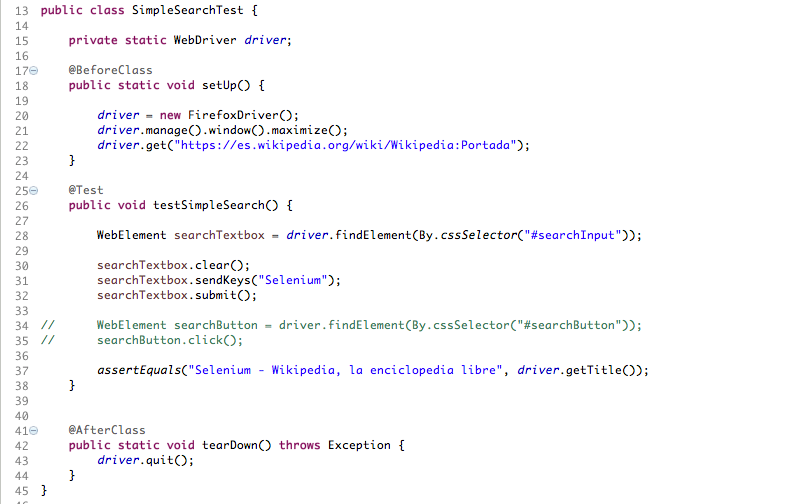 13 public class SimpleSearchTest {
14
15     private static WebDriver driver;
16
17     @BeforeClass
18     public static void setUp() {
19
20         driver = new FirefoxDriver();
21         driver.manage().window().maximize();
22         driver.get("https://es.wikipedia.org/wiki/Wikipedia:Portada");
23     }
24
25     @Test
26     public void testSimpleSearch() {
27
28         WebElement searchTextbox = driver.findElement(By.cssSelector("#searchInput"));
29
30         searchTextbox.clear();
31         searchTextbox.sendKeys("Selenium");
32         searchTextbox.submit();
33
34 //      WebElement searchButton = driver.findElement(By.cssSelector("#searchButton"));
35 //      searchButton.click();
36
37         assertEquals("Selenium - Wikipedia, la enciclopedia libre", driver.getTitle());
38     }
39
40
41     @AfterClass
42     public static void tearDown() throws Exception {
43         driver.quit();
44     }
45 }